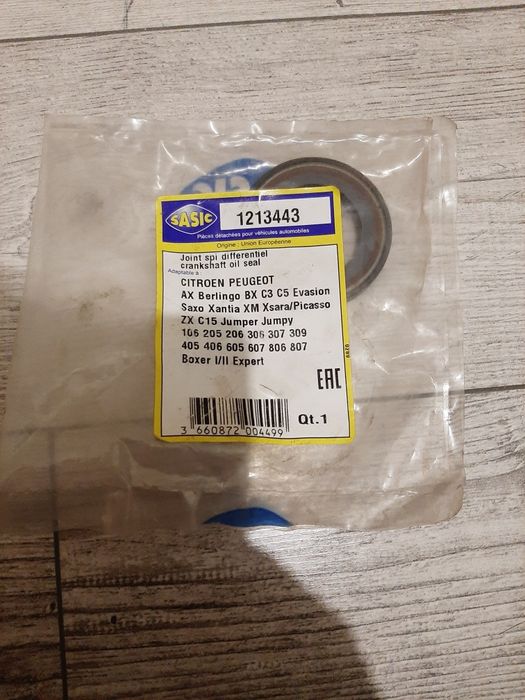 SASIC
1213443
Pièces détachées pour véhicules automobiles
Origine : Union Européenne
Joint spi differentiel
crankshaft oil seal
Adaptable à
CITROEN PEUGEOT
AX Berlingo BX C3 C5 Evasion
Saxo Xantia XM Xsara/Picasso
ZX C15 Jumper Jumpy
106 205 206 306 307 309
405 406 605 607 806 807
Boxer I/II Expert
EAC
Qt.1
3 660872 004499